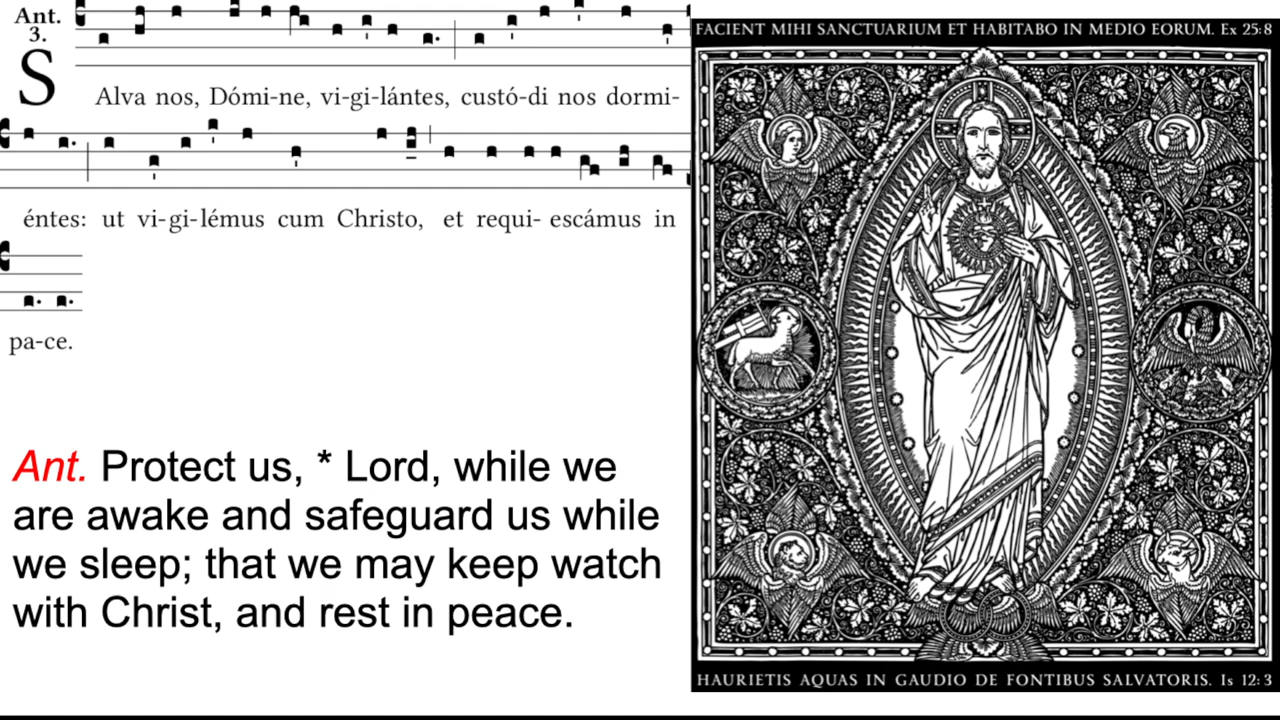 Ant.
3.
SAlva nos, Dómi-ne, vi-gi-lántes, custó-di nos dormi-
éntes: ut vi-gi-lémus cum Christo, et requi- escámus in
pa-ce.
Ant. Protect us, * Lord, while we
are awake and safeguard us while
we sleep; that we may keep watch
with Christ, and rest in peace.
FACIENT MIHI SANCTUARIUM ET HABITABO IN MEDIO EORUM. Ex 25:8
HAURIETIS AQUAS IN GAUDIO DE FONTIBUS SALVATORIS. Is 12:3